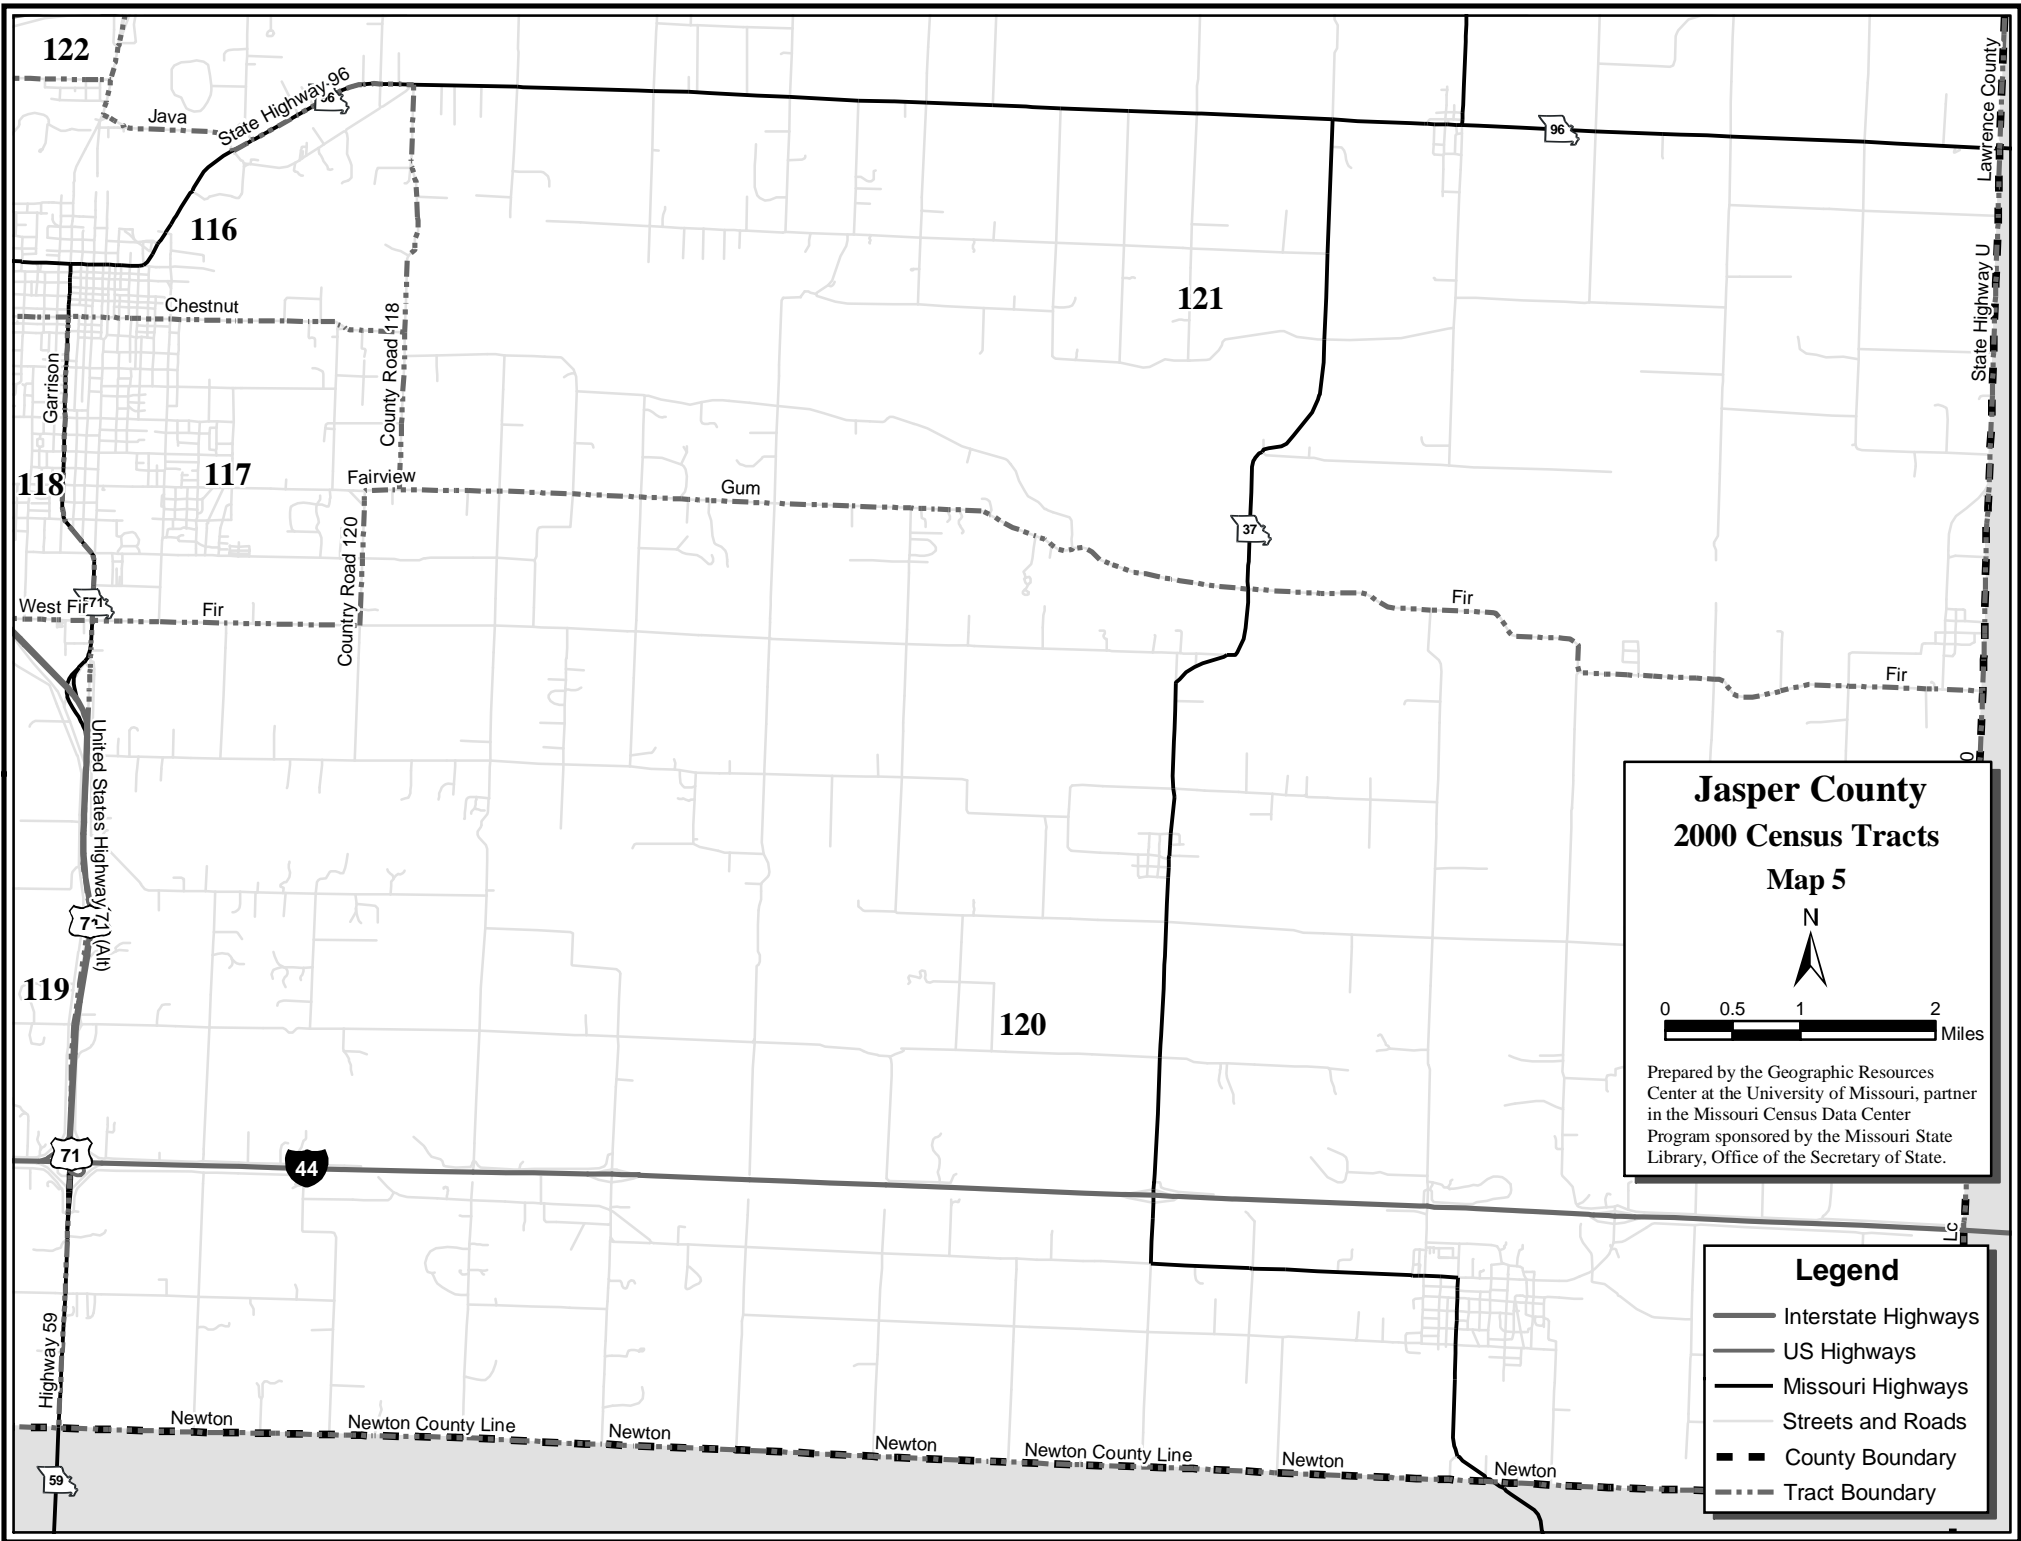 122
Java
State Highway 96
96
116
Chestnut
Garrison
County Road 118
121
Lawrence County
State Highway U
118
117
Fairview
Gum
Country Road 120
37
West Fir
71
Fir
Fir
Fir
United States Highway 71 (Alt)
71
119
120
71
44
Highway 59
Newton
Newton County Line
Newton
Newton
Newton County Line
Newton
Newton
59
0
Jasper County
2000 Census Tracts
Map 5
N
0 0.5 1 2
Miles
Prepared by the Geographic Resources
Center at the University of Missouri, partner
in the Missouri Census Data Center
Program sponsored by the Missouri State
Library, Office of the Secretary of State.
Lc
Legend
Interstate Highways
US Highways
Missouri Highways
Streets and Roads
County Boundary
Tract Boundary